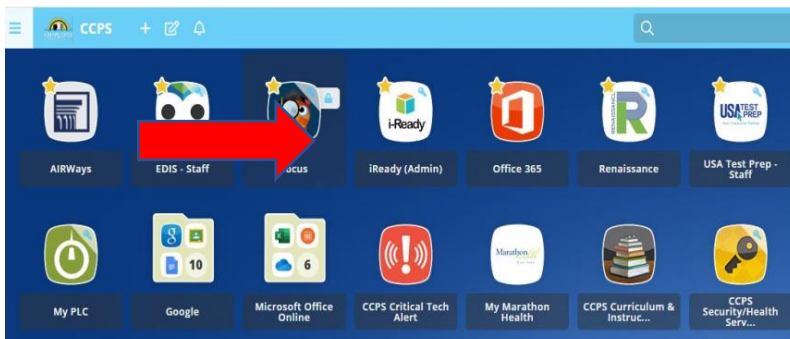 CCPS
i-Ready
RENAISSANCE
R
USATEST
PREP
AIRWays
EDIS - Staff
ocus
iReady (Admin)
Office 365
Renaissance
USA Test Prep -
Staff
8
10
6
Marathon
My PLC
Google
Microsoft Office
Online
CCPS Critical Tech
Alert
My Marathon
Health
CCPS Curriculum &
Instruc...
CCPS
Security/Health
Serv...